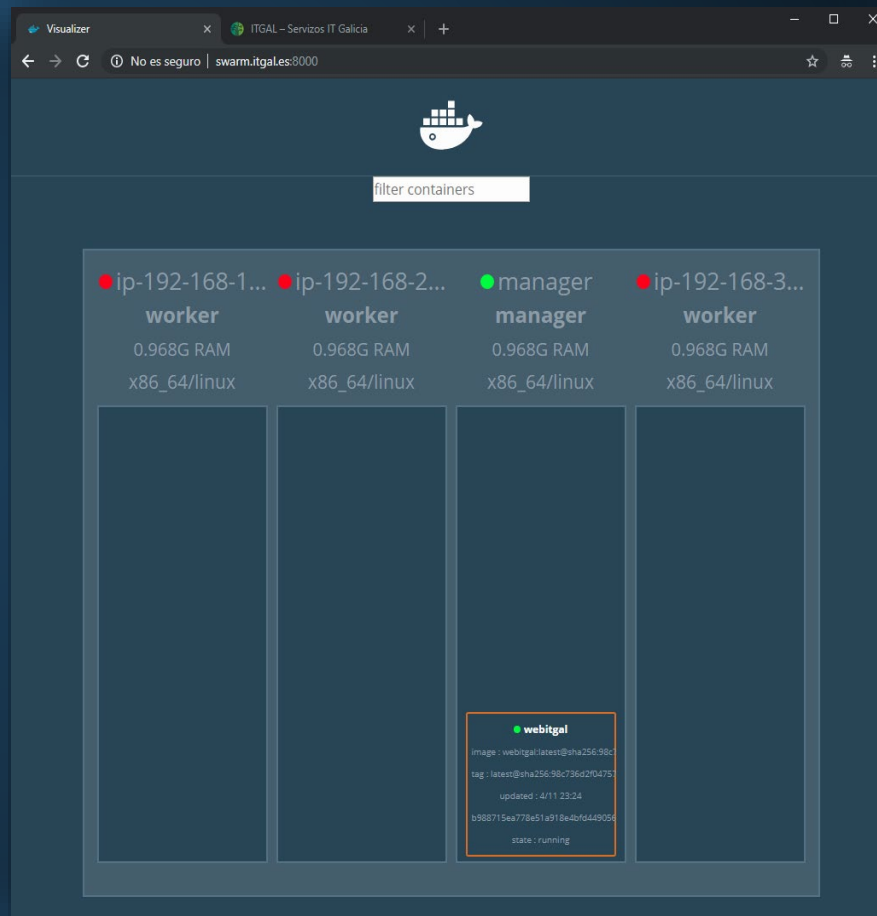 Visualizer
ITGAL – Servizos IT Galicia
No es seguro | swarm.itgal.es:8000
filter containers
ip-192-168-1... ip-192-168-2... manager ip-192-168-3...
worker worker manager worker
0.968G RAM 0.968G RAM 0.968G RAM 0.968G RAM
x86_64/linux x86_64/linux x86_64/linux x86_64/linux
webitgal
image : webitgal:latest@sha256:98c7
tag : latest@sha256:98c736d2f04757
updated : 4/11 23:24
b988715ea778e51a918e4bfd449056
state : running